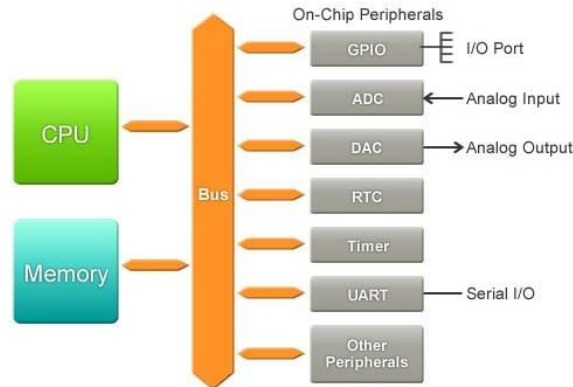 On-Chip Peripherals
GPIO
I/O Port
ADC
Analog Input
CPU
DAC
Analog Output
Bus
RTC
Memory
Timer
UART
Serial I/O
Other
Peripherals